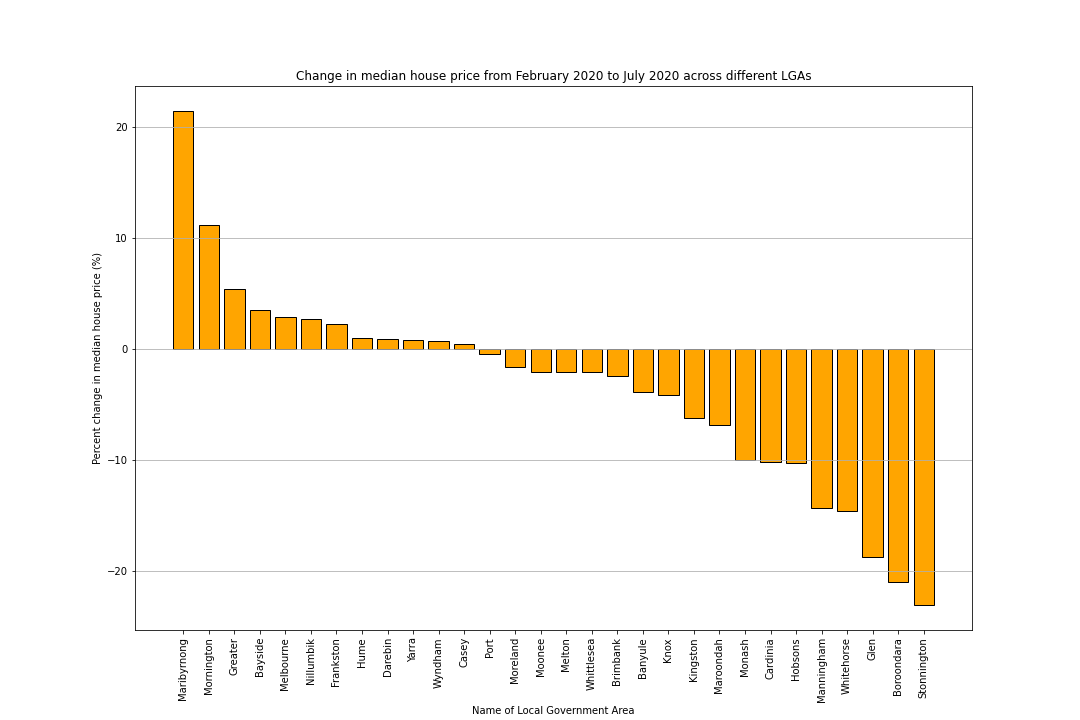 Change in median house price from February 2020 to July 2020 across different LGAs
Percent change in median house price (%)
20
10
0
−10
−20
Maribyrnong
Mornington
Greater
Bayside
Melbourne
Nillumbik
Frankston
Hume
Darebin
Yarra
Wyndham
Casey
Port
Moreland
Moonee
Melton
Whittlesea
Brimbank
Banyule
Knox
Kingston
Maroondah
Monash
Cardinia
Hobsons
Manningham
Whitehorse
Glen
Boroondara
Stonnington
Name of Local Government Area